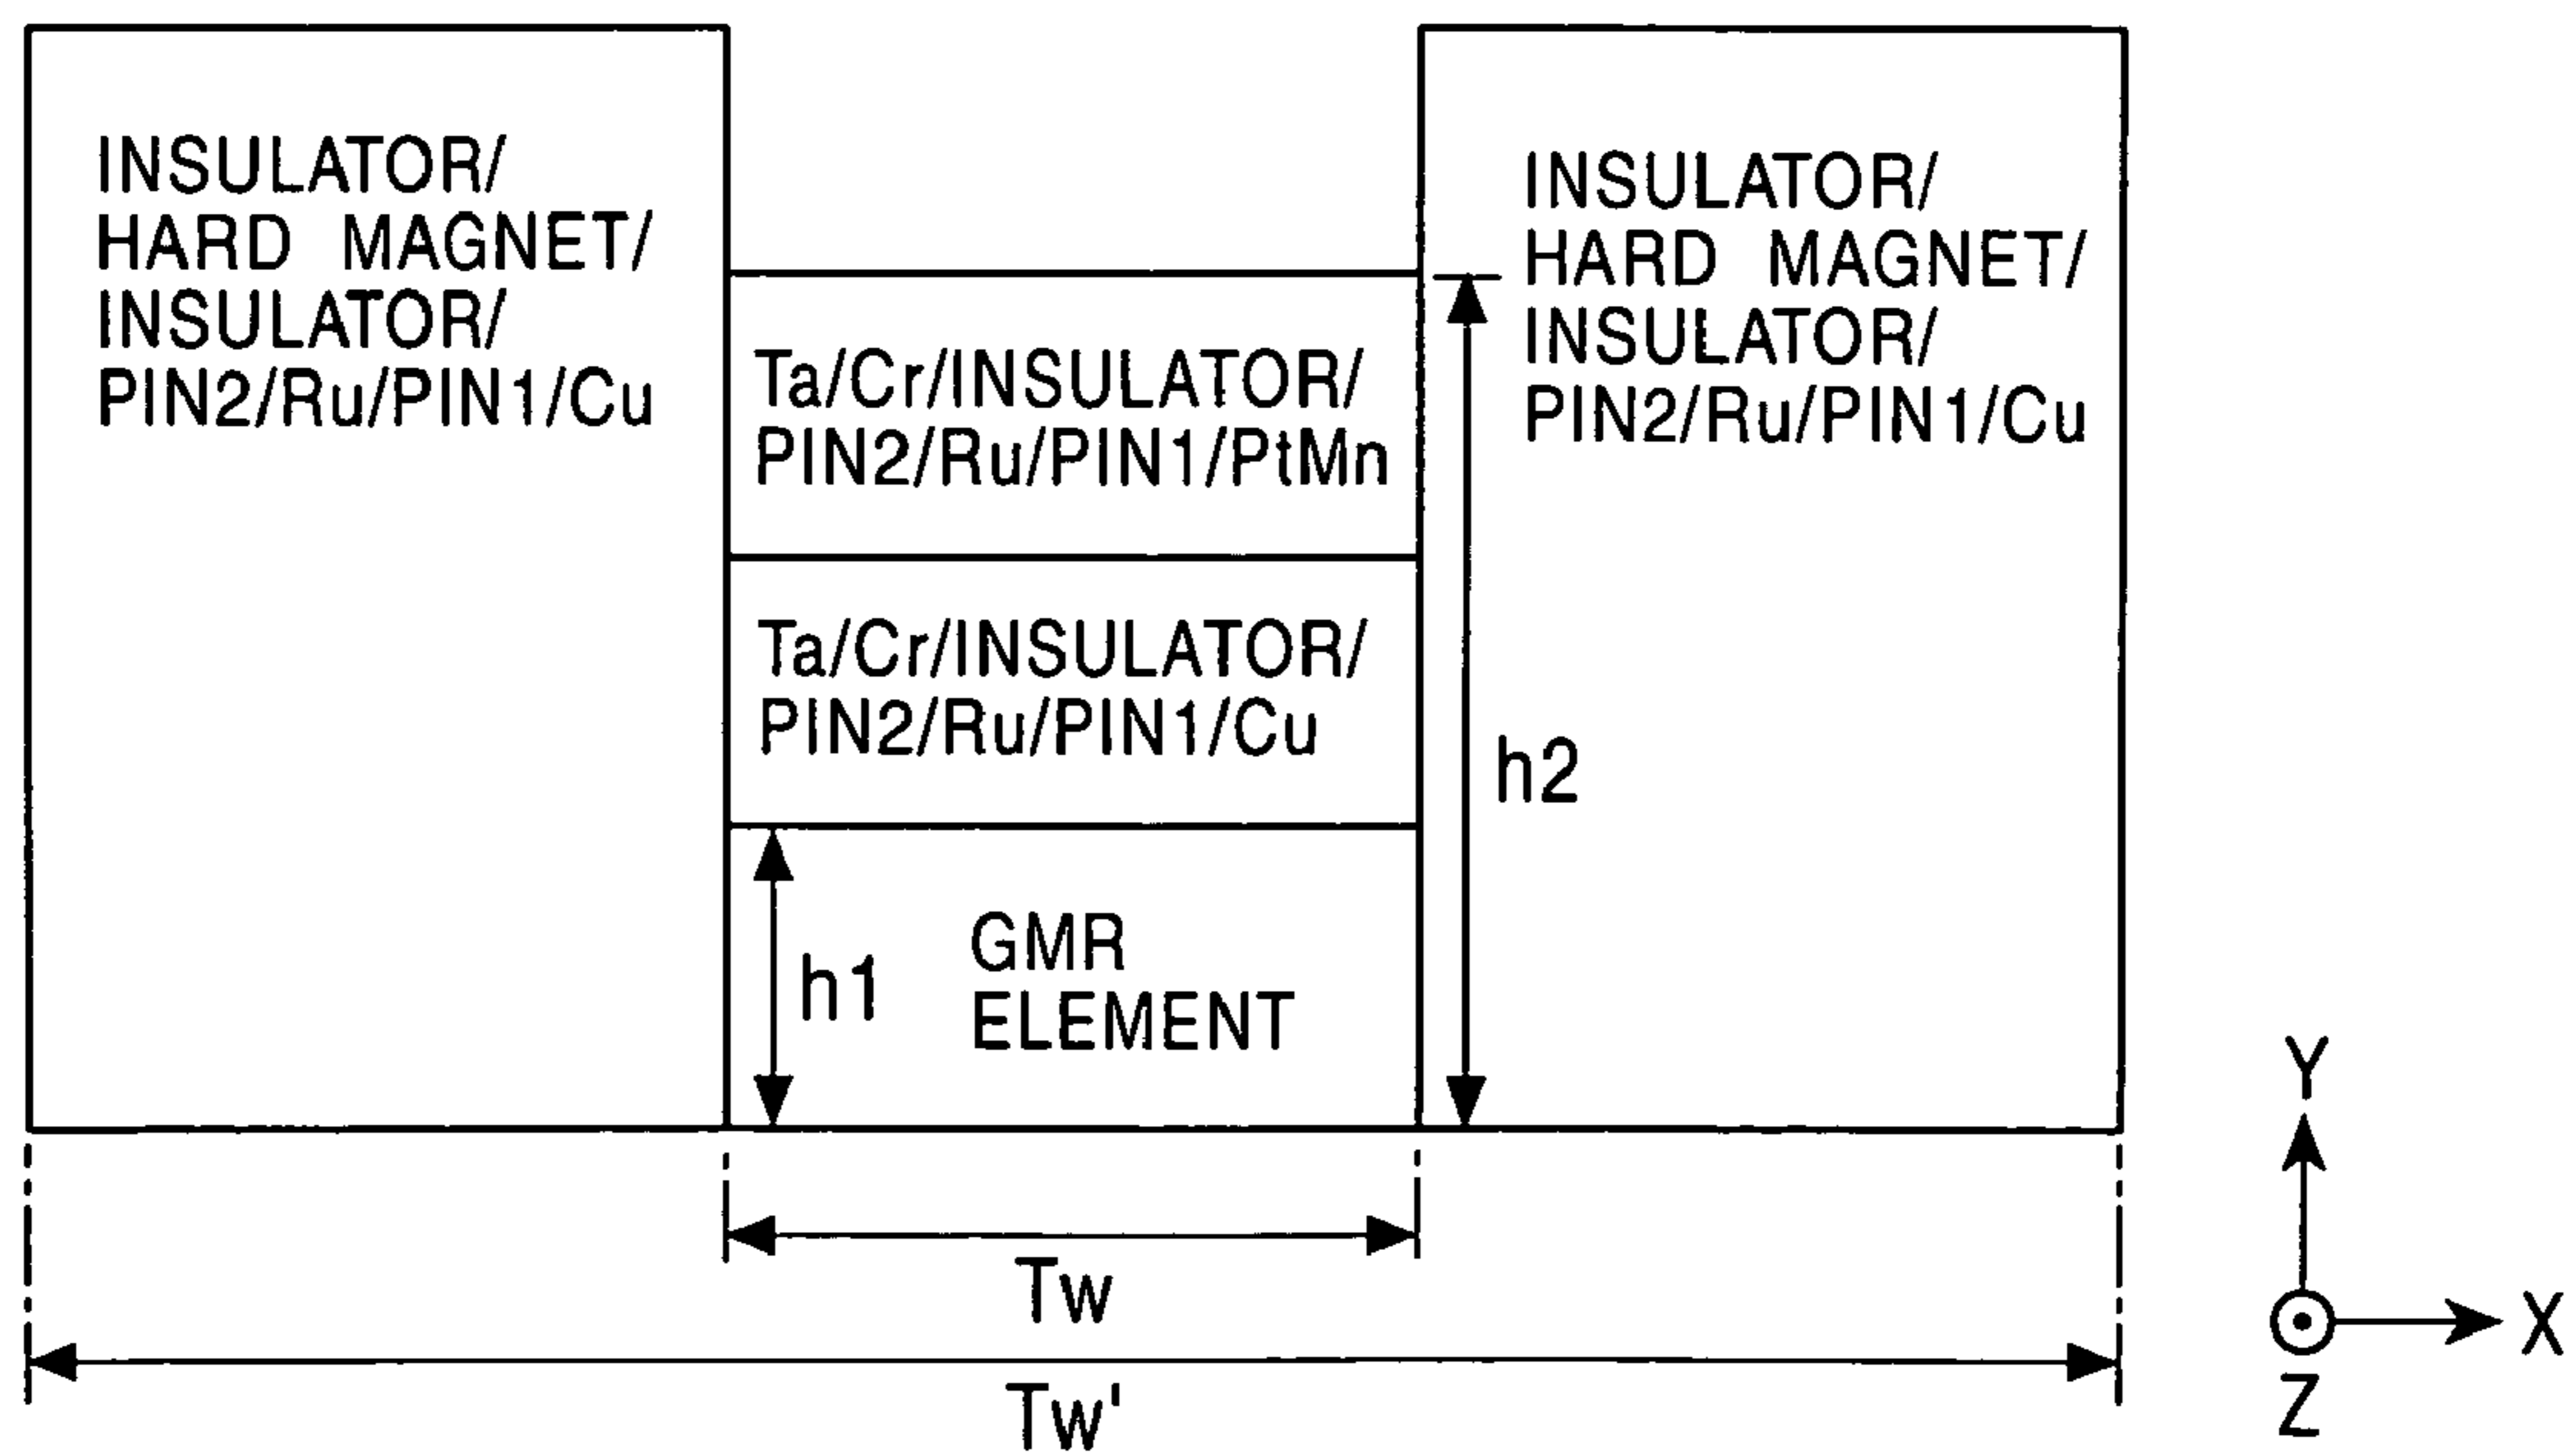 INSULATOR/
HARD MAGNET/
INSULATOR/
PIN2/Ru/PIN1/Cu
Ta/Cr/INSULATOR/
PIN2/Ru/PIN1/PtMn
Ta/Cr/INSULATOR/
PIN2/Ru/PIN1/Cu
GMR
ELEMENT
h1
h2
INSULATOR/
HARD MAGNET/
INSULATOR/
PIN2/Ru/PIN1/Cu
Tw
Tw'
Y
X
Z